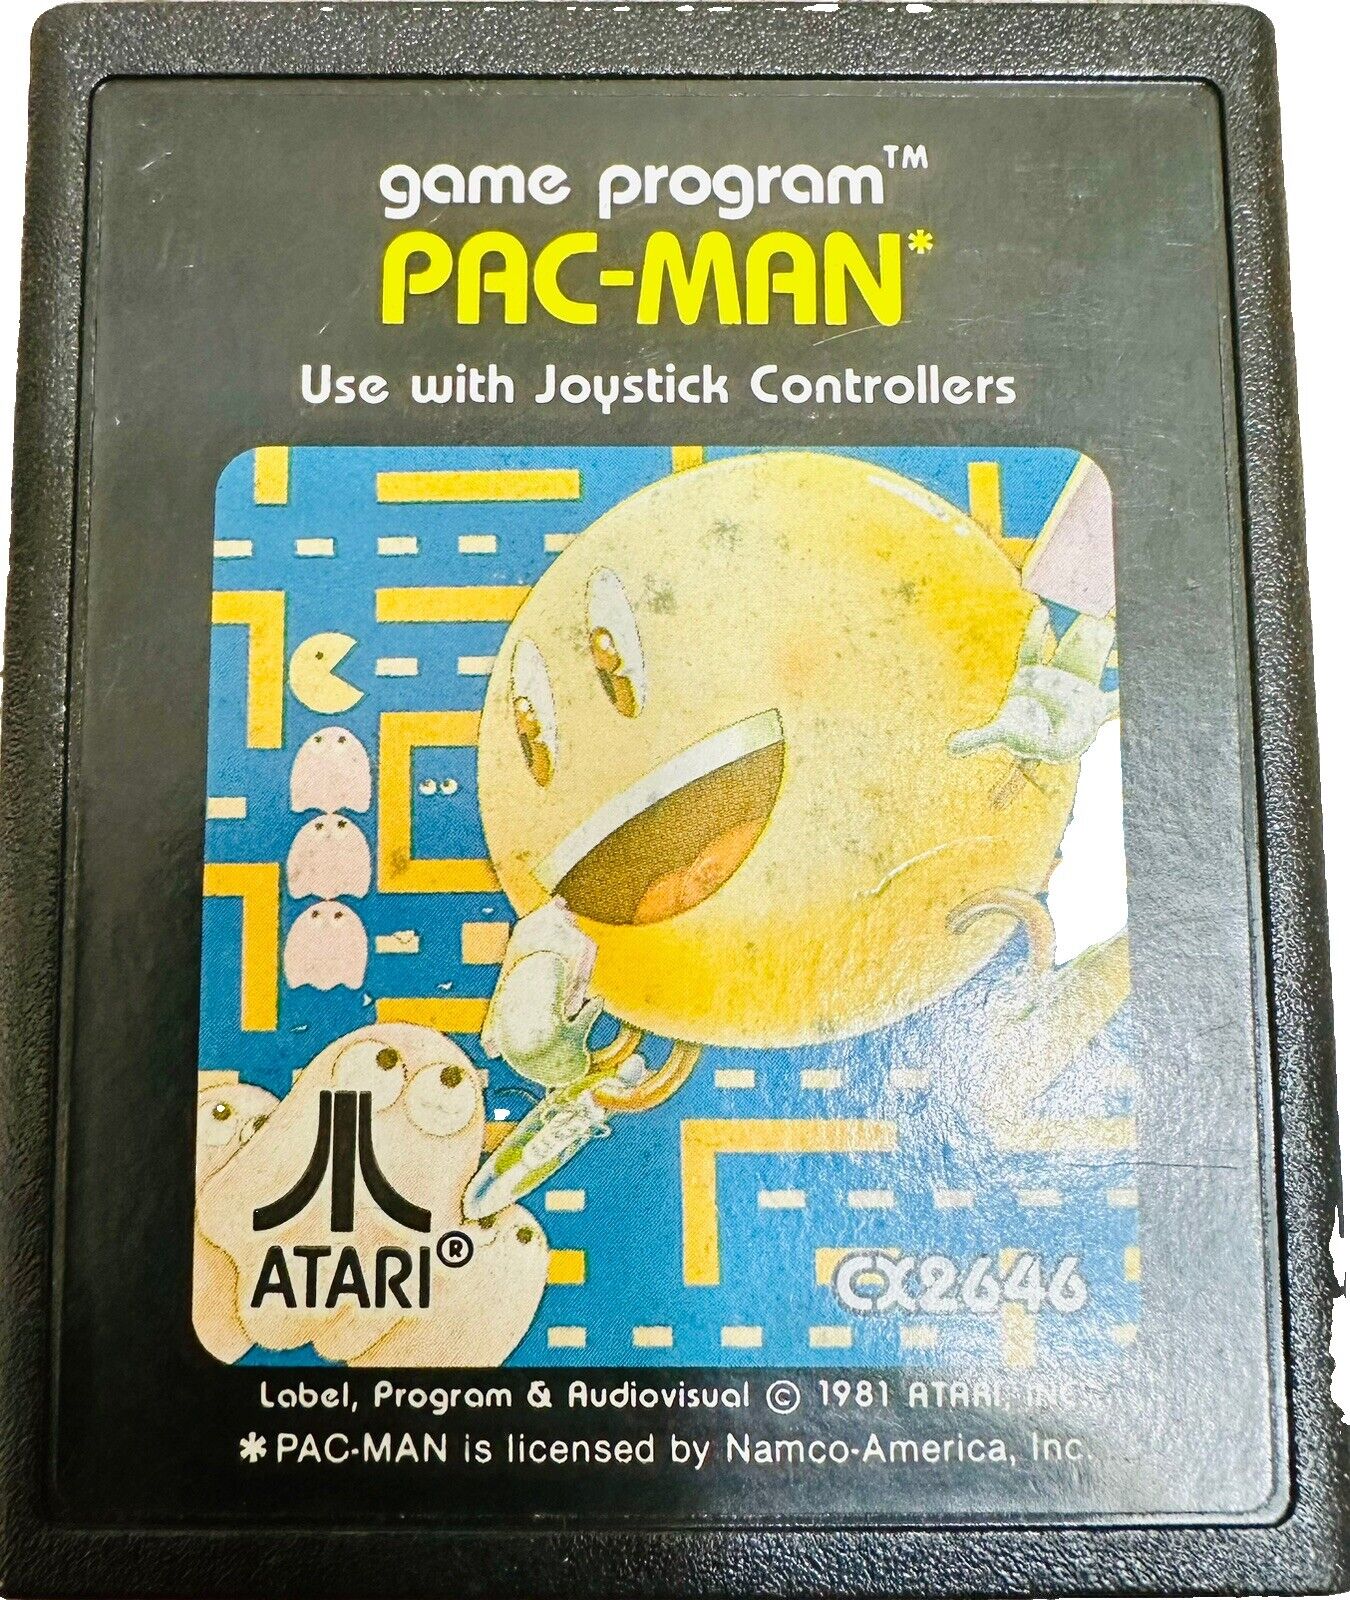 game program™
PAC-MAN*
Use with Joystick Controllers
ATARI®
CX2646
Label, Program & Audiovisual © 1981 ATARI, INC.
*PAC-MAN is licensed by Namco-America, Inc.